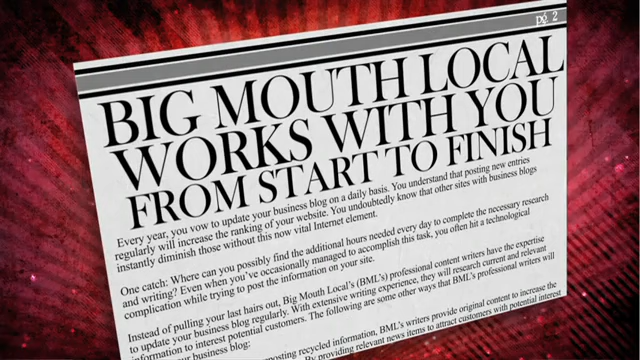 pg. 2
BIG MOUTH LOCAL
WORKS WITH YOU
FROM START TO FINISH
Every year, you vow to update your business blog on a daily basis. You understand that posting new entries
regularly will increase the ranking of your website. You undoubtedly know that other sites with business blogs
instantly diminish those without this now vital Internet element.
One catch: Where can you possibly find the additional hours needed every day to complete the necessary research
and writing? Even when you've occasionally managed to accomplish this task, you often hit a technological
complication while trying to post the information on your site.
Instead of pulling your last hairs out, Big Mouth Local's (BML's) professional content writers have the expertise
to update your business blog regularly. With extensive writing experience, they will research current and relevant
information to interest potential customers. The following are some other ways that BML's professional writers will
your business blog:
posting recycled information, BML's writers provide original content to increase the
By providing relevant news items to attract customers with potential interest